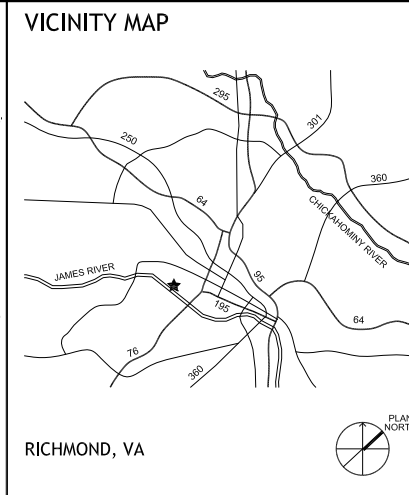 VICINITY MAP
295
301
250
360
64
CHICKAHOMINY RIVER
JAMES RIVER
95
195
64
76
360
RICHMOND, VA
PLAN
NORT